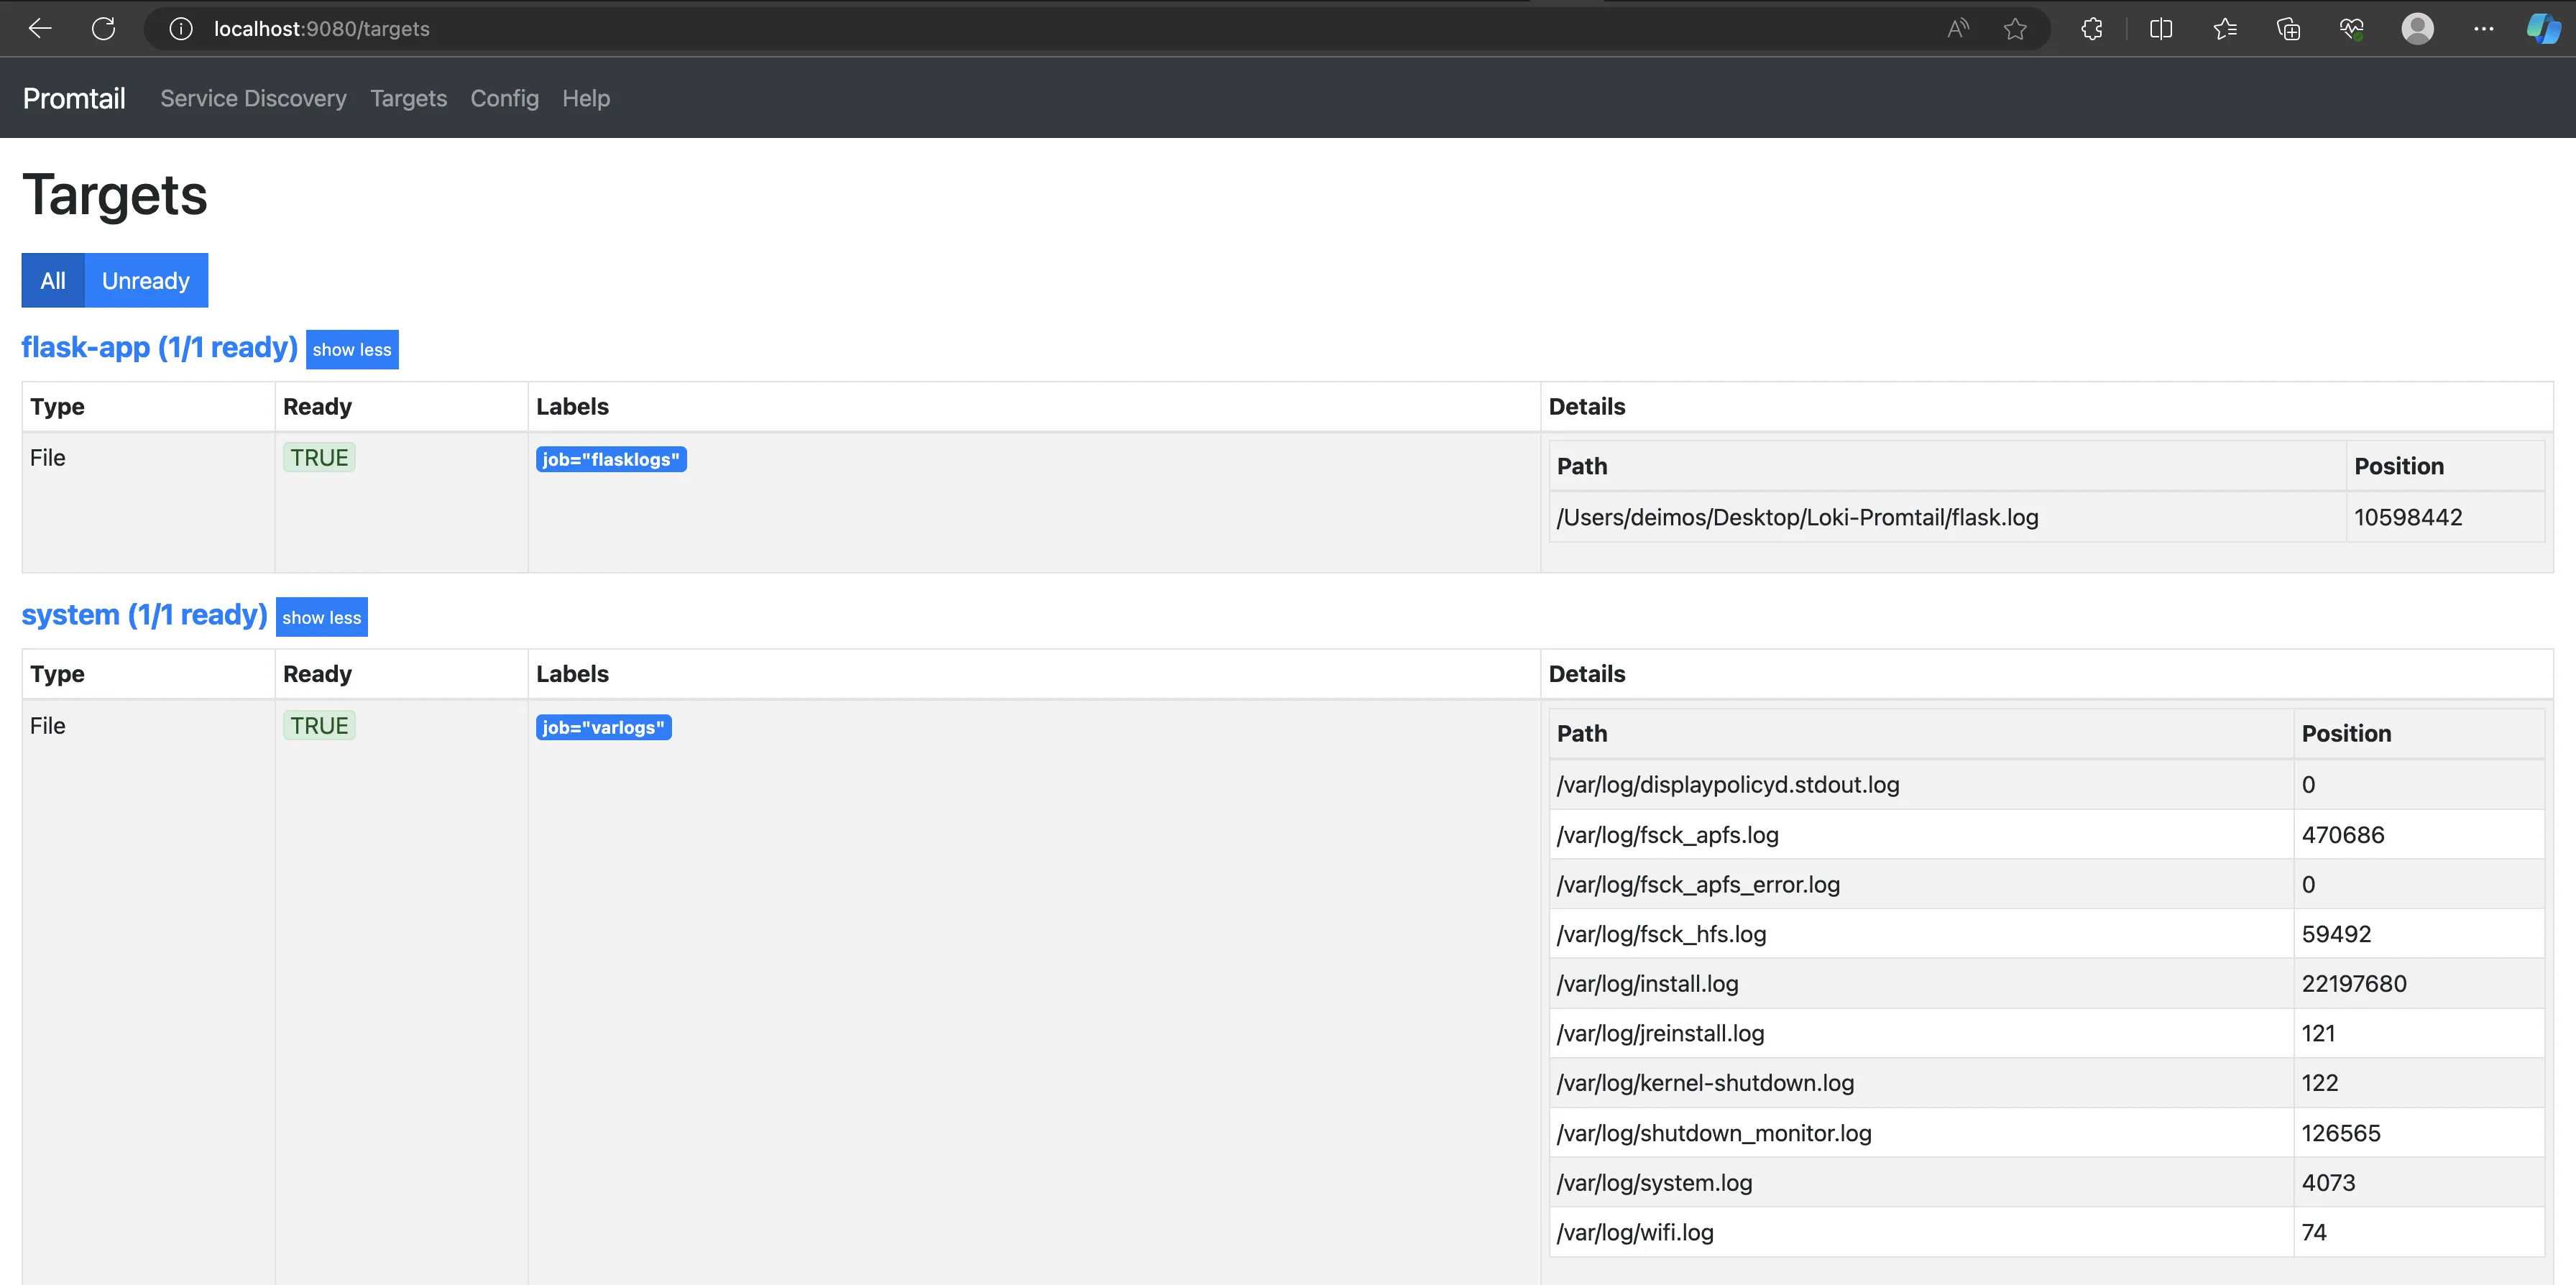 localhost:9080/targets
Promtail Service Discovery Targets Config Help
Targets
All Unready
flask-app (1/1 ready) show less
Type Ready Labels Details
File TRUE job="flasklogs" Path Position
/Users/deimos/Desktop/Loki-Promtail/flask.log 10598442
system (1/1 ready) show less
Type Ready Labels Details
File TRUE job="varlogs" Path Position
/var/log/displaypolicyd.stdout.log 0
/var/log/fsck_apfs.log 470686
/var/log/fsck_apfs_error.log 0
/var/log/fsck_hfs.log 59492
/var/log/install.log 22197680
/var/log/jreinstall.log 121
/var/log/kernel-shutdown.log 122
/var/log/shutdown_monitor.log 126565
/var/log/system.log 4073
/var/log/wifi.log 74